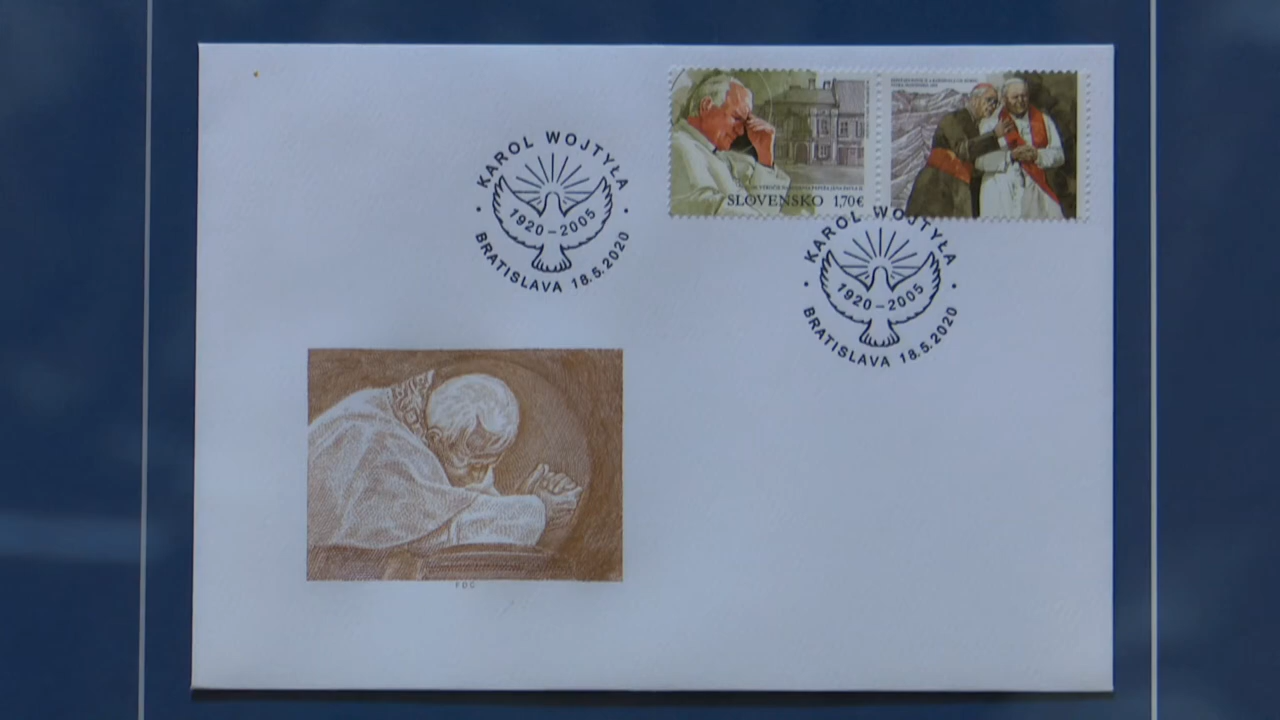 KAROL WOJTYŁA
1920–2005
BRATISLAVA 18.5.2020
SLOVENSKO 1,70€
KAROL WOJTYŁA
1920–2005
BRATISLAVA 18.5.2020
FDC